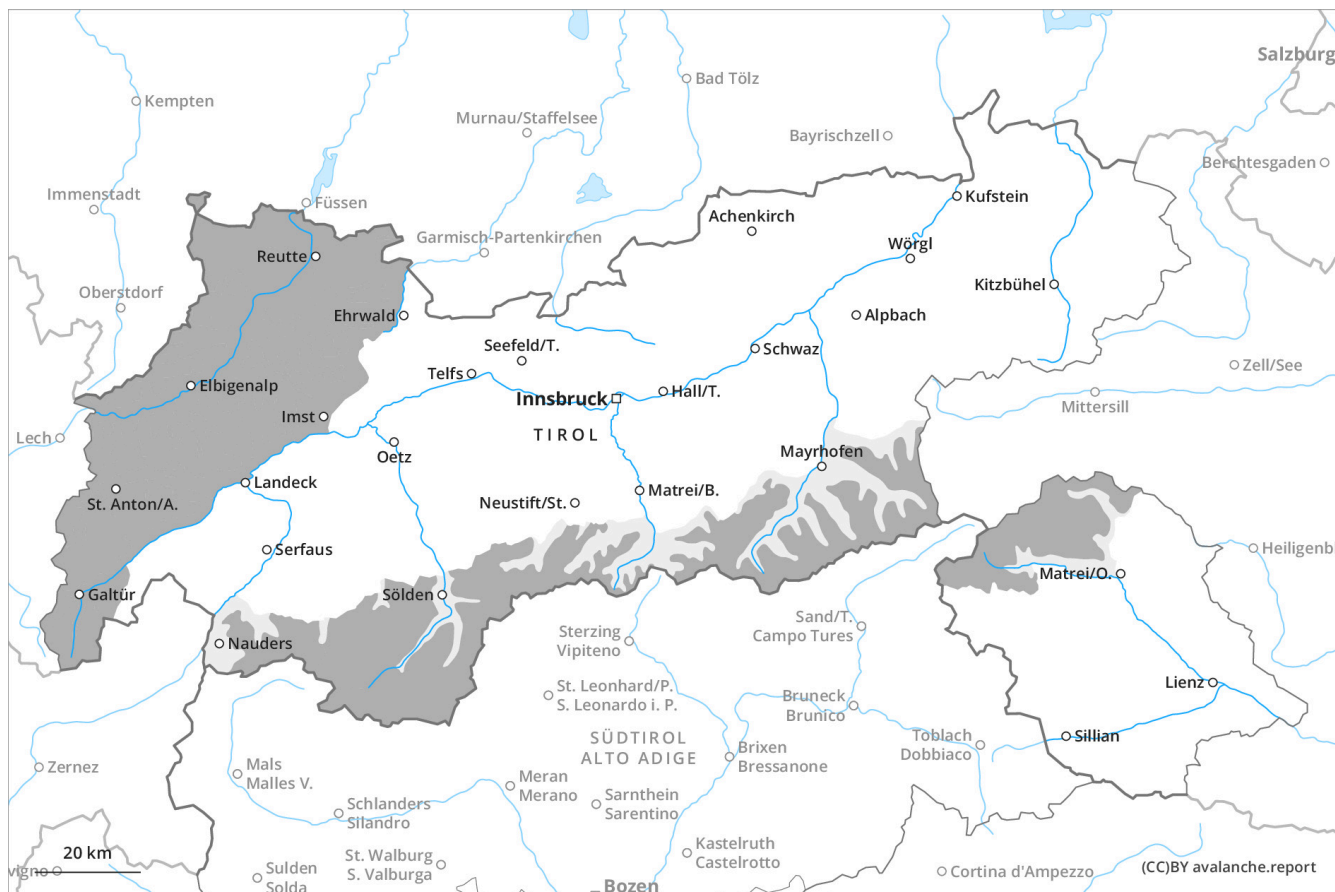 Salzburg
Bad Tölz
Kempten
Murnau/Staffelsee
Bayrischzell
Berchtesgaden
Immenstadt
Füssen
Kufstein
Achenkirch
Garmisch-Partenkirchen
Wörgl
Reutte
Kitzbühel
Oberstdorf
Ehrwald
Alpbach
Seefeld/T.
Schwaz
Zell/See
Telfs
Elbigenalp
Hall/T.
Innsbruck
Mittersill
Imst
Lech
TIROL
Oetz
Mayrhofen
Landeck
St. Anton/A.
Neustift/St.
Matrei/B.
Serfaus
Heiligenb
Matrei/O.
Galtür
Sölden
Sand/T.
Campo Tures
Sterzing
Vipiteno
Nauders
Lienz
St. Leonhard/P.
S. Leonardo i. P.
Bruneck
Brunico
Sillian
SÜDTIROL
ALTO ADIGE
Toblach
Dobbiaco
Brixen
Bressanone
Zernez
Mals
Malles V.
Meran
Merano
Schlanders
Silandro
Sarnthein
Sarentino
Kastelruth
Castelrotto
20 km
St. Walburg
S. Valburga
vigno
Sulden
Solda
Cortina d'Ampezzo
(CC)BY avalanche.report
Bozen